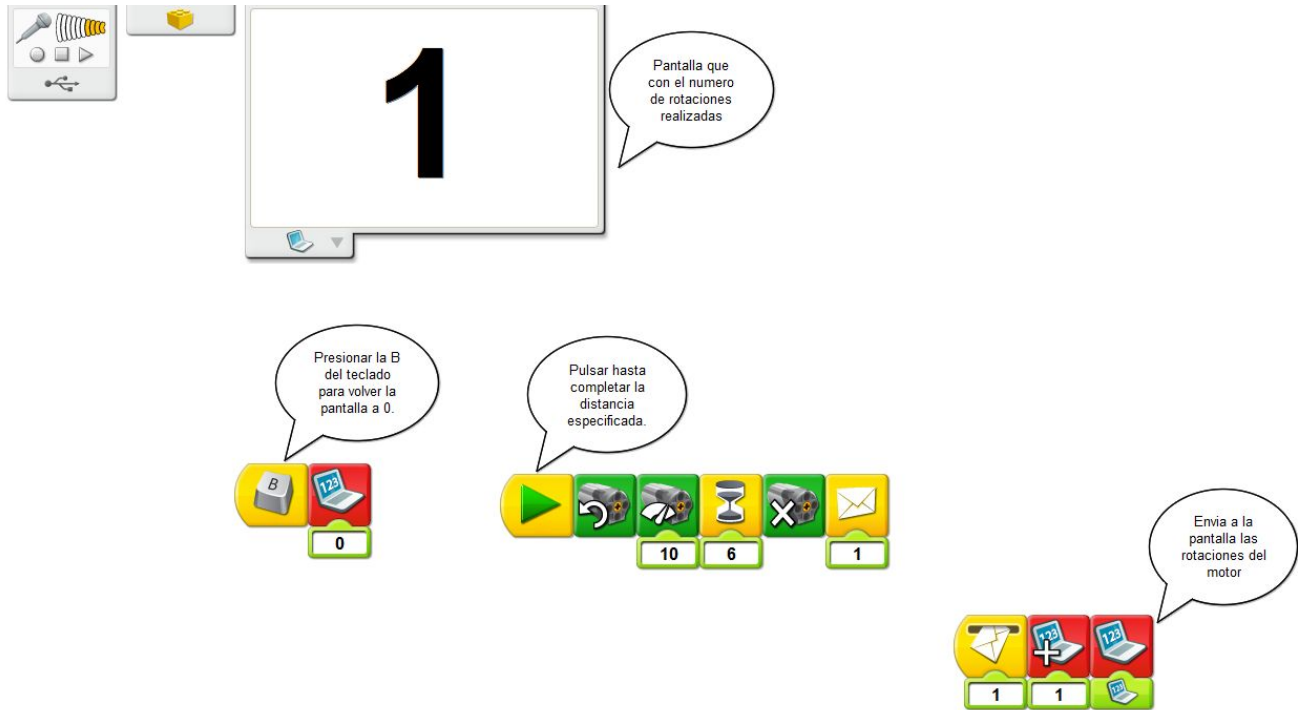 1
Pantalla que
con el numero
de rotaciones
realizadas
Presionar la B
del teclado
para volver la
pantalla a 0.
Pulsar hasta
completar la
distancia
especificada.
B
123
0
10
6
1
Envia a la
pantalla las
rotaciones del
motor
123
123
1
1
123